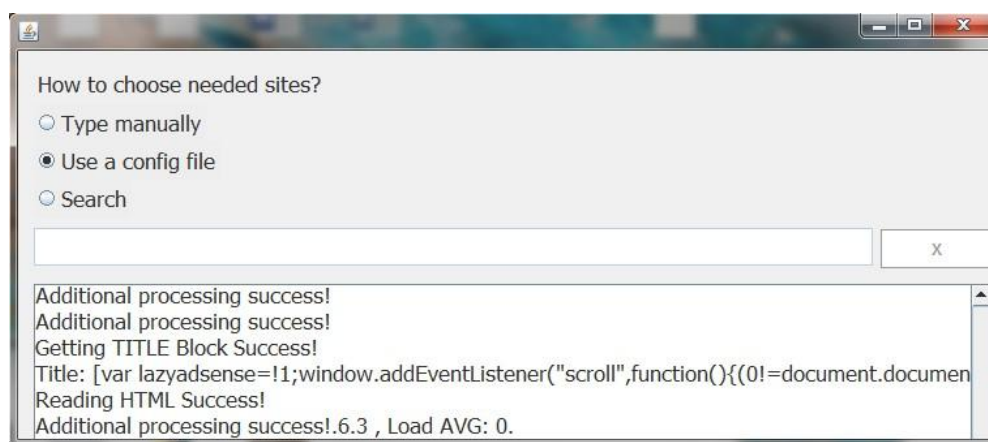 How to choose needed sites?
Type manually
Use a config file
Search
X
Additional processing success!
Additional processing success!
Getting TITLE Block Success!
Title: [var lazyadsense=!1;window.addEventListener("scroll",function(){(0!=document.documen
Reading HTML Success!
Additional processing success!.6.3 , Load AVG: 0.